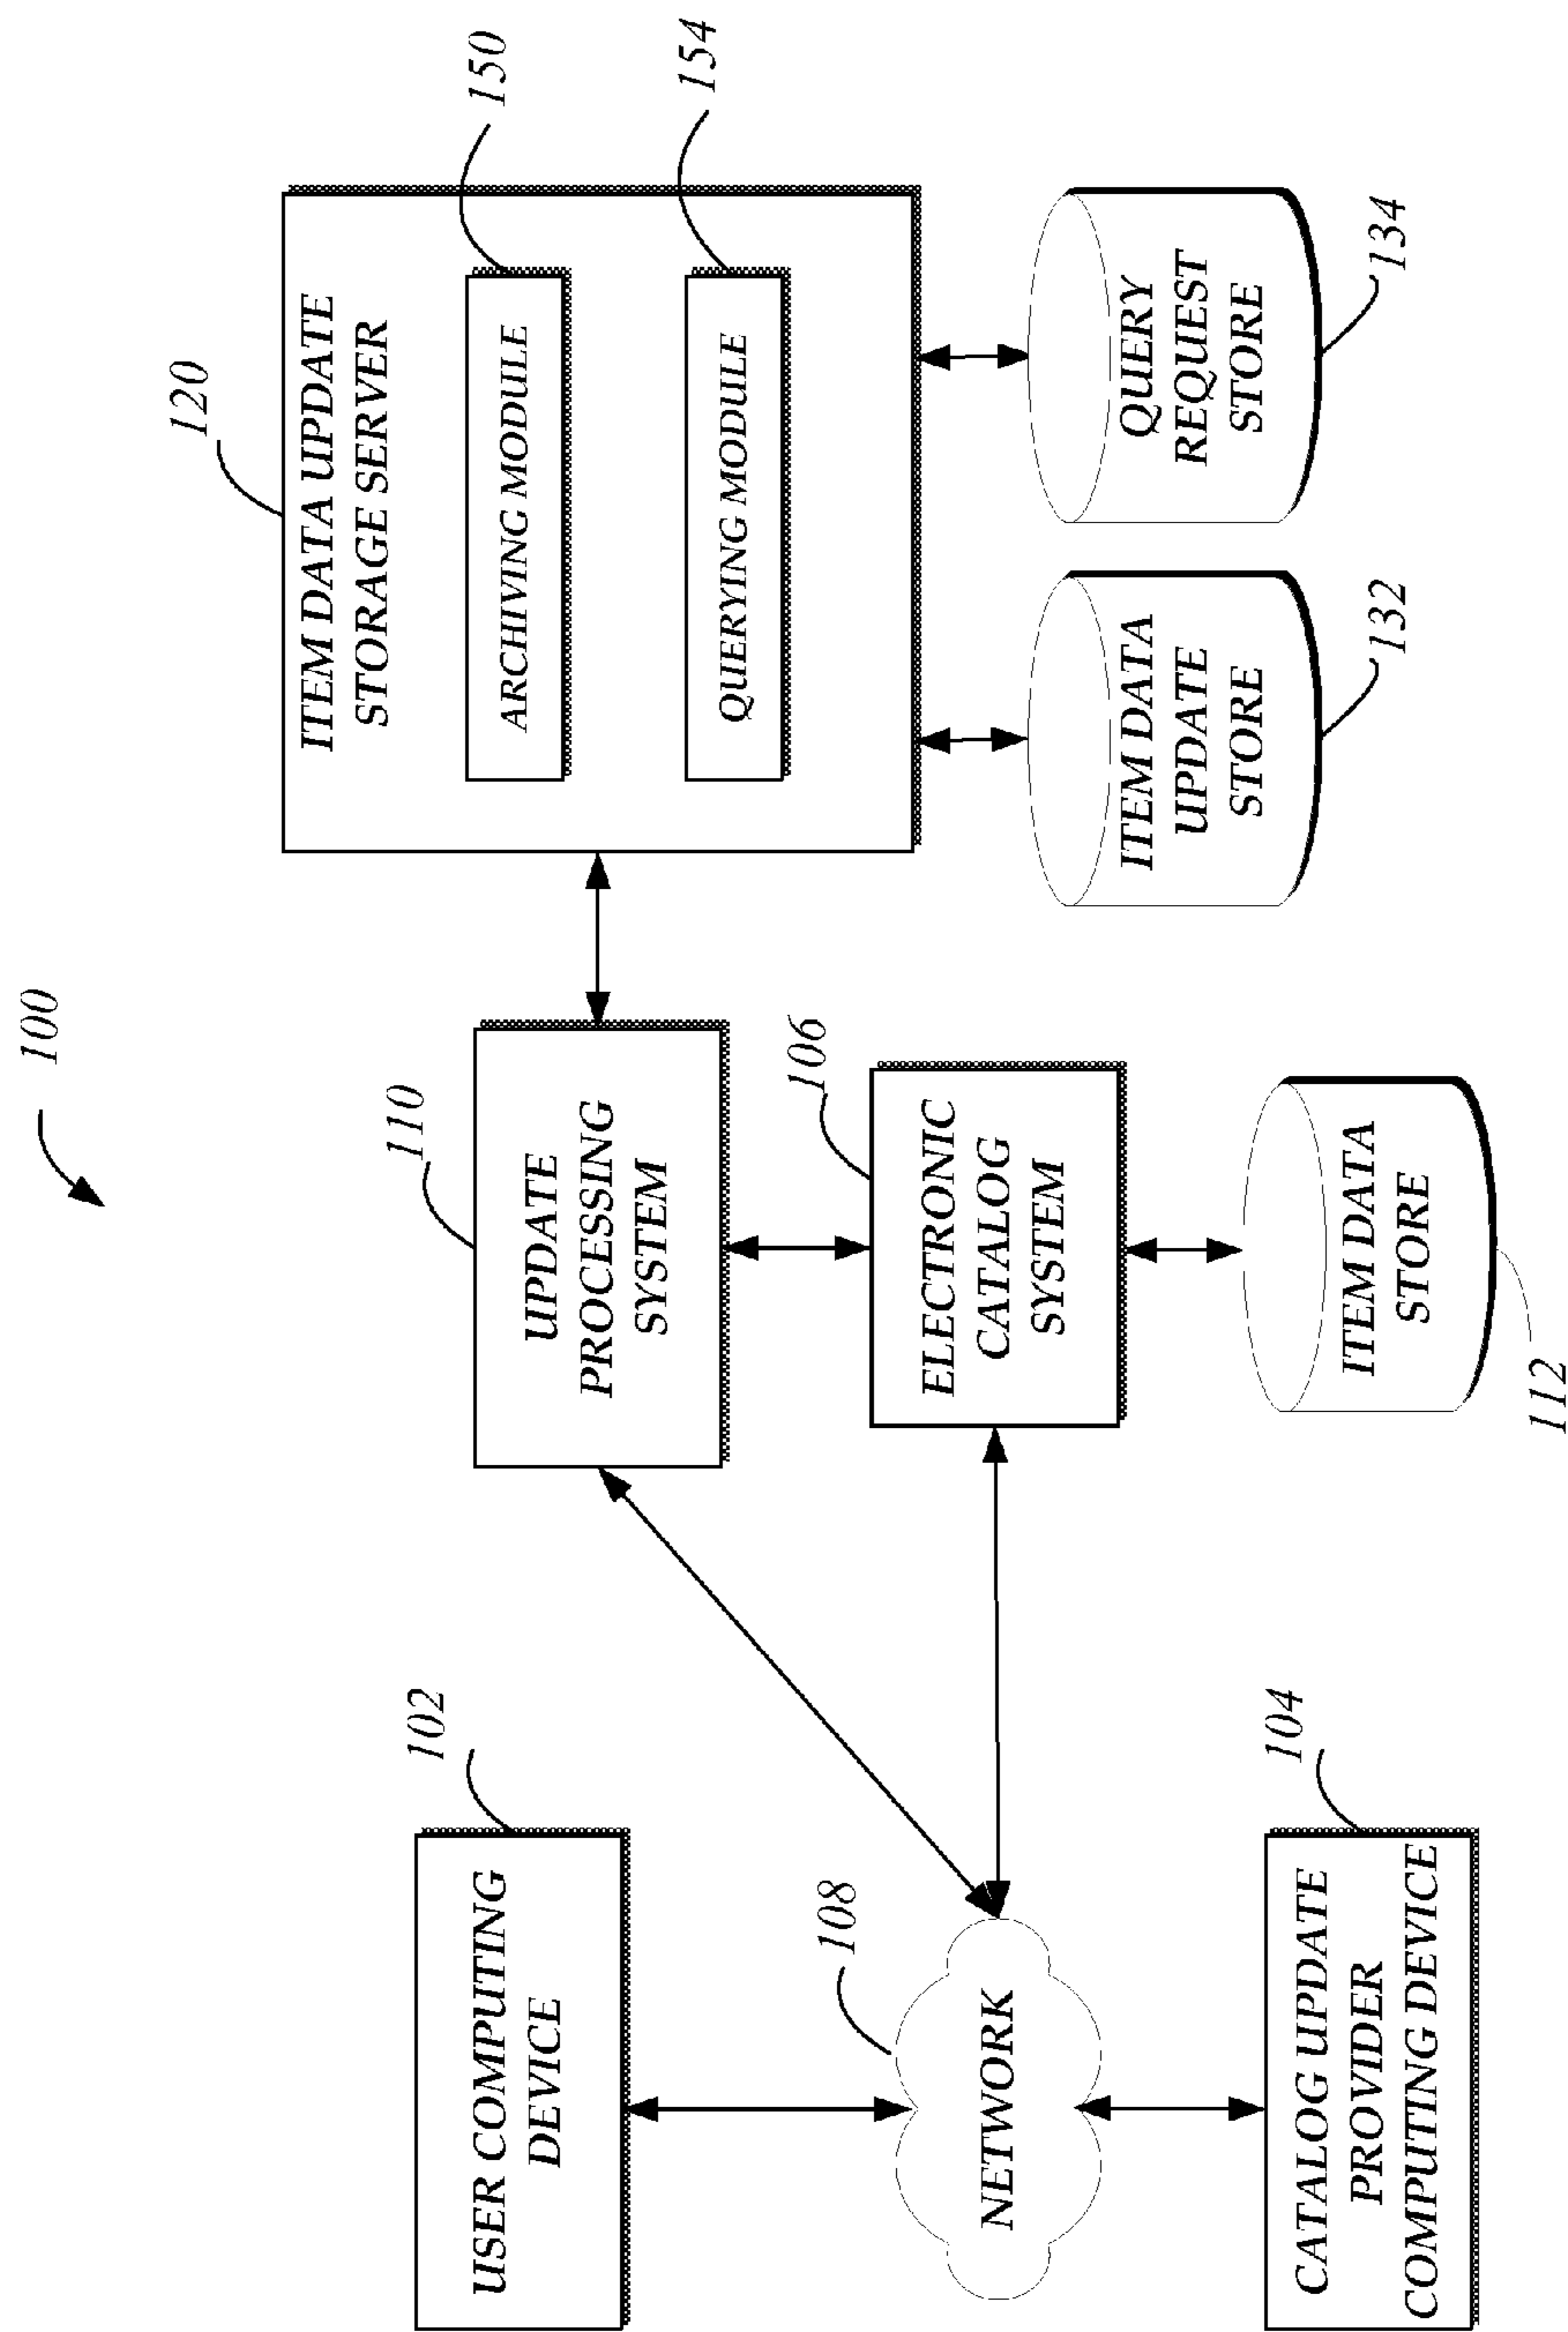 100
102
USER COMPUTING
DEVICE
108
NETWORK
104
CATALOG UPDATE
PROVIDER
COMPUTING DEVICE
110
UPDATE
PROCESSING
SYSTEM
106
ELECTRONIC
CATALOG
SYSTEM
ITEM DATA
STORE
112
120
ITEM DATA UPDATE
STORAGE SERVER
150
ARCHIVING MODULE
154
QUERYING MODULE
ITEM DATA
UPDATE
STORE
132
QUERY
REQUEST
STORE
134